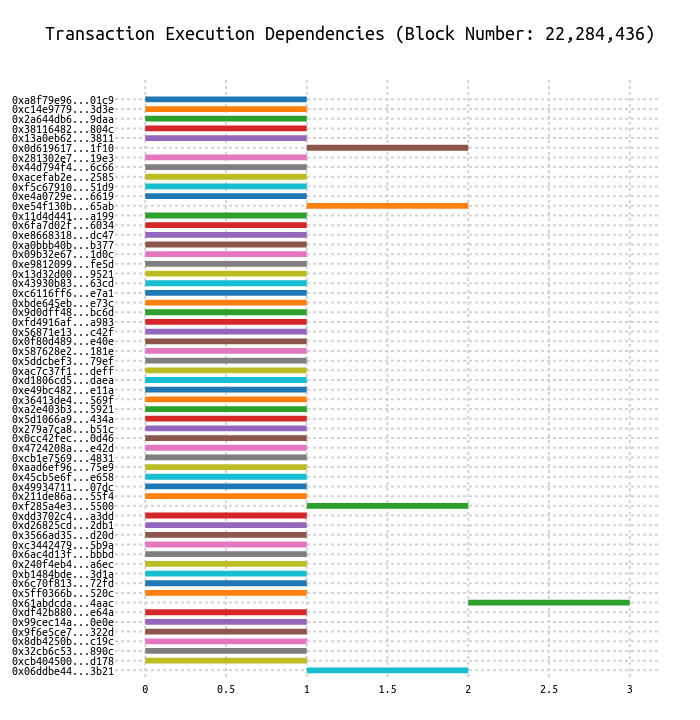 Transaction Execution Dependencies (Block Number: 22,284,436)
0xa8f79e96...01c9
0xc14e9779...3d3e
0x2a644db6...9daa
0x38116482...804c
0x13a0eb62...3811
0x0d619617...1f10
0x281302e7...19e3
0x44d794f4...6c66
0xacefab2e...2585
0xf5c67910...51d9
0xe4a0729e...6619
0xe54f130b...65ab
0x11d4d441...a199
0x6fa7d02f...6034
0xe8668318...dc47
0xa0bbb40b...b377
0x09b32e67...1d0c
0xe9812099...fe5d
0x13d32d00...9521
0x43930b83...63cd
0xc6116ff6...e7a1
0xbde645eb...e73c
0x9d0dff48...bc6d
0xfd4916af...a983
0x56871e13...c42f
0x0f80d489...e40e
0x587628e2...181e
0x5ddcbef3...79ef
0xac7c37f1...deff
0xd1806cd5...daea
0xe49bc482...e11a
0x36413de4...569f
0xa2e403b3...5921
0x5d1066a9...434a
0x279a7ca8...b51c
0x0cc42fec...0d46
0x4724208a...e42d
0xcb1e7569...4831
0xaad6ef96...75e9
0x45cb5e6f...e658
0x49934711...07dc
0x211de86a...55f4
0xf285a4e3...5500
0xdd3702c4...a3dd
0xd26825cd...2db1
0x3566ad35...d20d
0xc3442479...5b9a
0x6ac4d13f...bbbd
0x240f4eb4...a6ec
0xb1484bde...3d1a
0x6c70f813...72fd
0x5ff0366b...520c
0x61abdcda...4aac
0xdf42b880...e64a
0x99cec14a...0e0e
0x9f6e5ce7...322d
0x8db4250b...c19c
0x32cb6c53...890c
0xcb404500...d178
0x06ddbe44...3b21
0 0.5 1 1.5 2 2.5 3